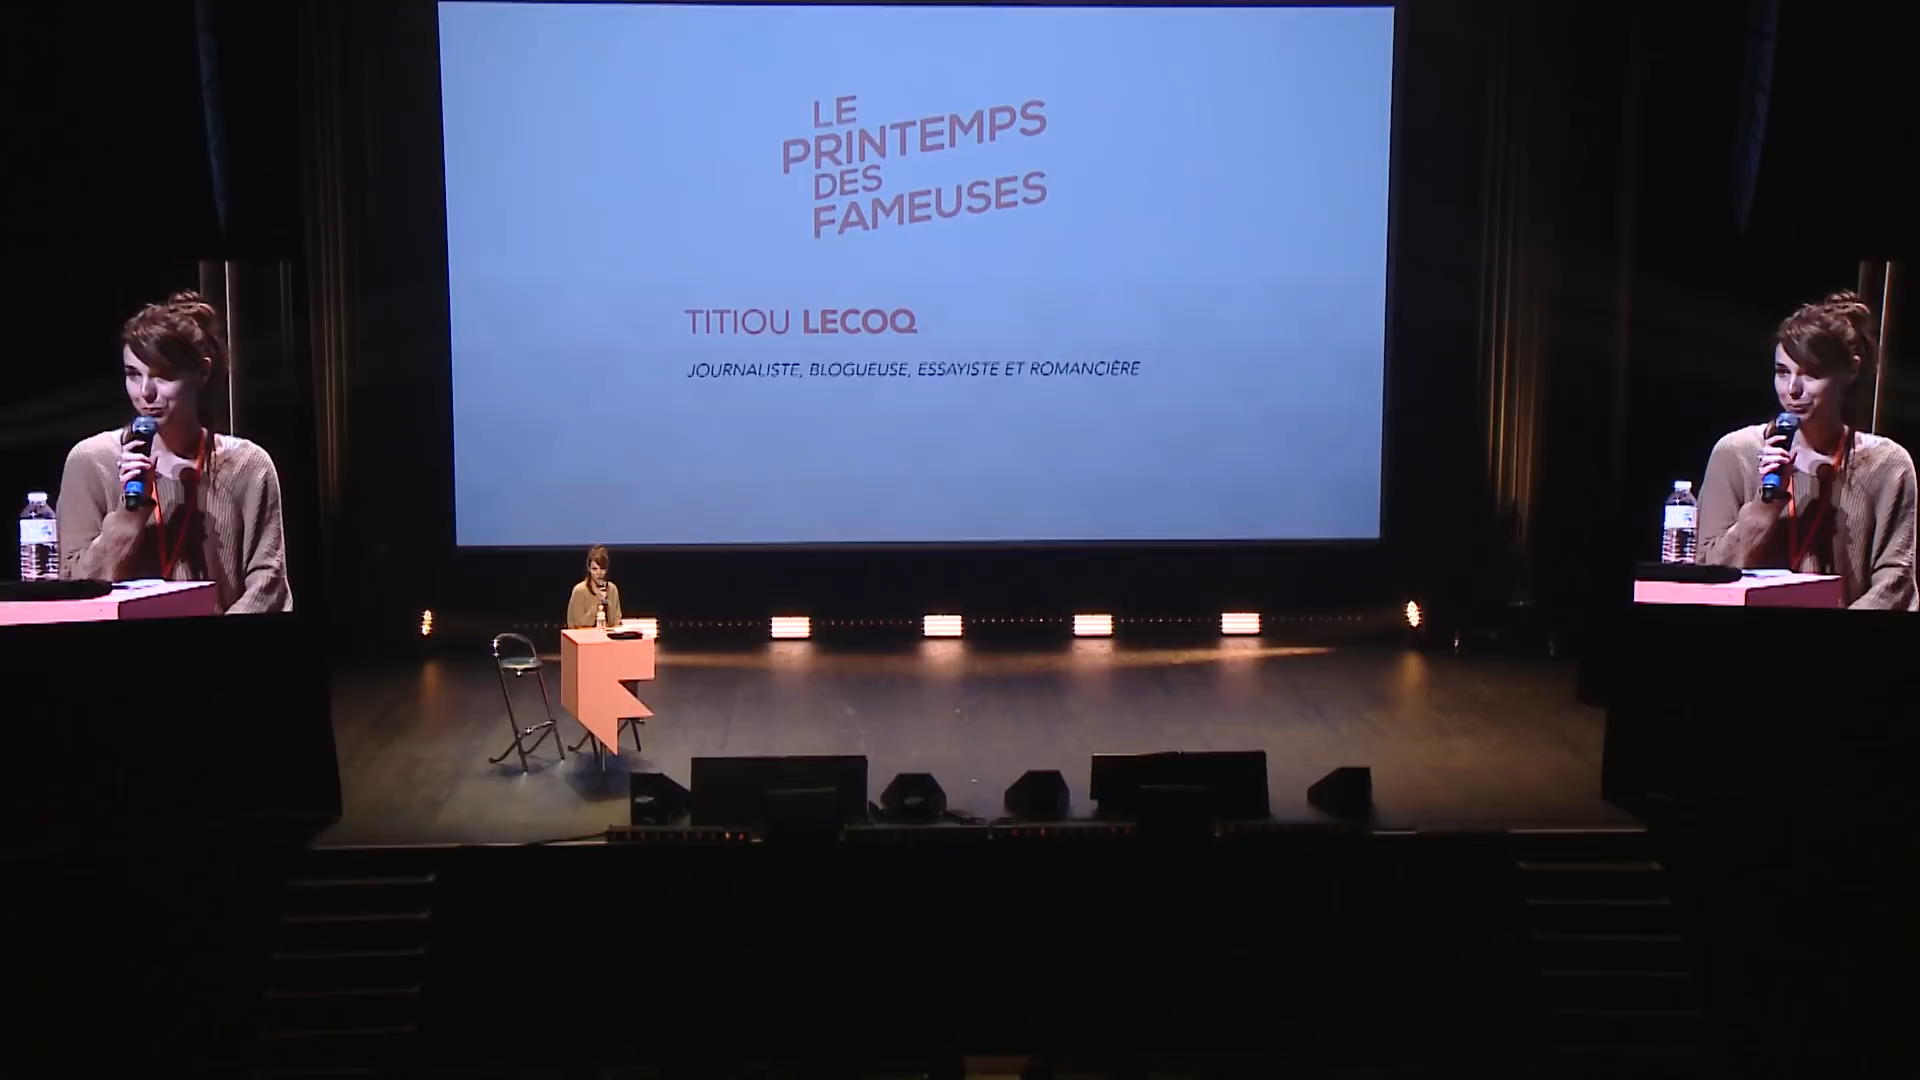 LE
PRINTEMPS
DES
FAMEUSES
TITIOU LECOQ
JOURNALISTE, BLOGUEUSE, ESSAYISTE ET ROMANCIÈRE